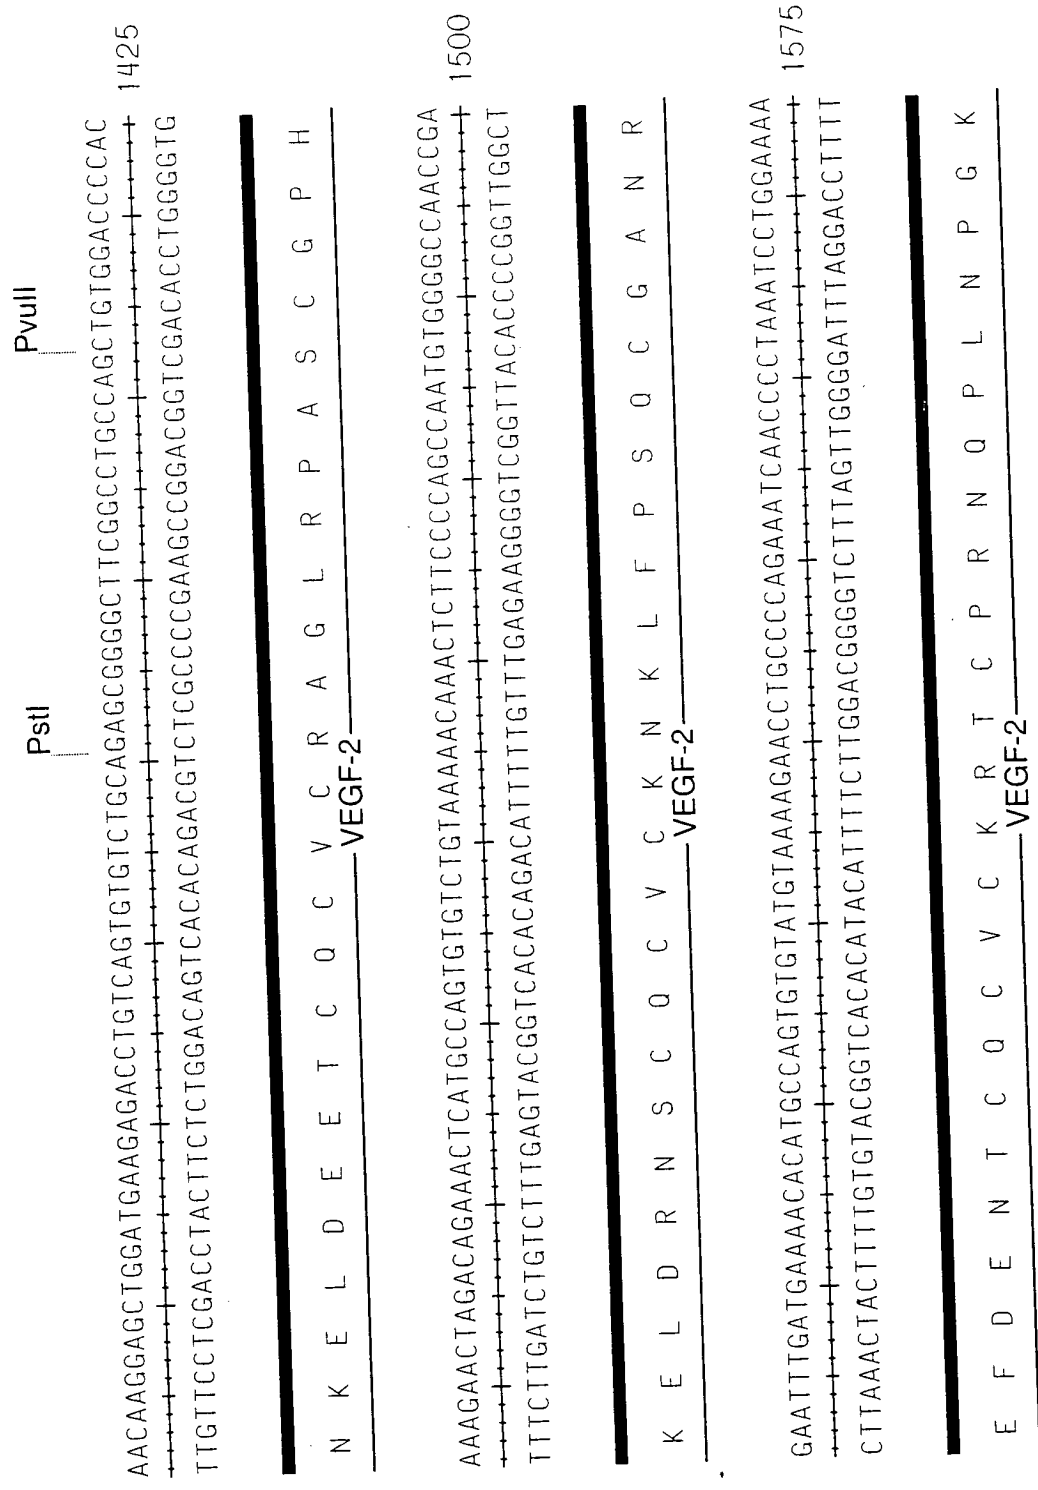 PstI PvuII
AACAAGGAGCTGGATGAAGAGACCTGTCAGTGTGTCTGCAGAGCGGGGCTTCGGCCTGCCAGCTGTGGACCCCAC
1425
TTGTTCCTCGACCTACTTCTCTGGACAGTCACACAGACGTCTCGCCCCGAAGCCGGACGGTCGACACCTGGGGTG
N K E L D E E T C Q C V C R A G L R P A S C G P H
VEGF-2
AAAGAACTAGACAGAAACTCATGCCAGTGTGTCTGTAAAAACAAACTCTTCCCCAGCCAATGTGGGGCCAACCGA
1500
TTTCTTGATCTGTCTTTGAGTACGGTCACACAGACATTTTTGTTTGAGAAGGGGTCGGTTACACCCCGGTTGGCT
K E L D R N S C Q C V C K N K L F P S Q C G A N R
VEGF-2
GAATTTGATGAAAACACATGCCAGTGTGTATGTAAAAGAACCTGCCCCAGAAATCAACCCCTAAATCCTGGAAAA
1575
CTTAAACTACTTTTGTGTACGGTCACACATACATTTTCTTGGACGGGGTCTTTAGTTGGGGATTTAGGACCTTTT
E F D E N T C Q C V C K R T C P R N Q P L N P G K
VEGF-2